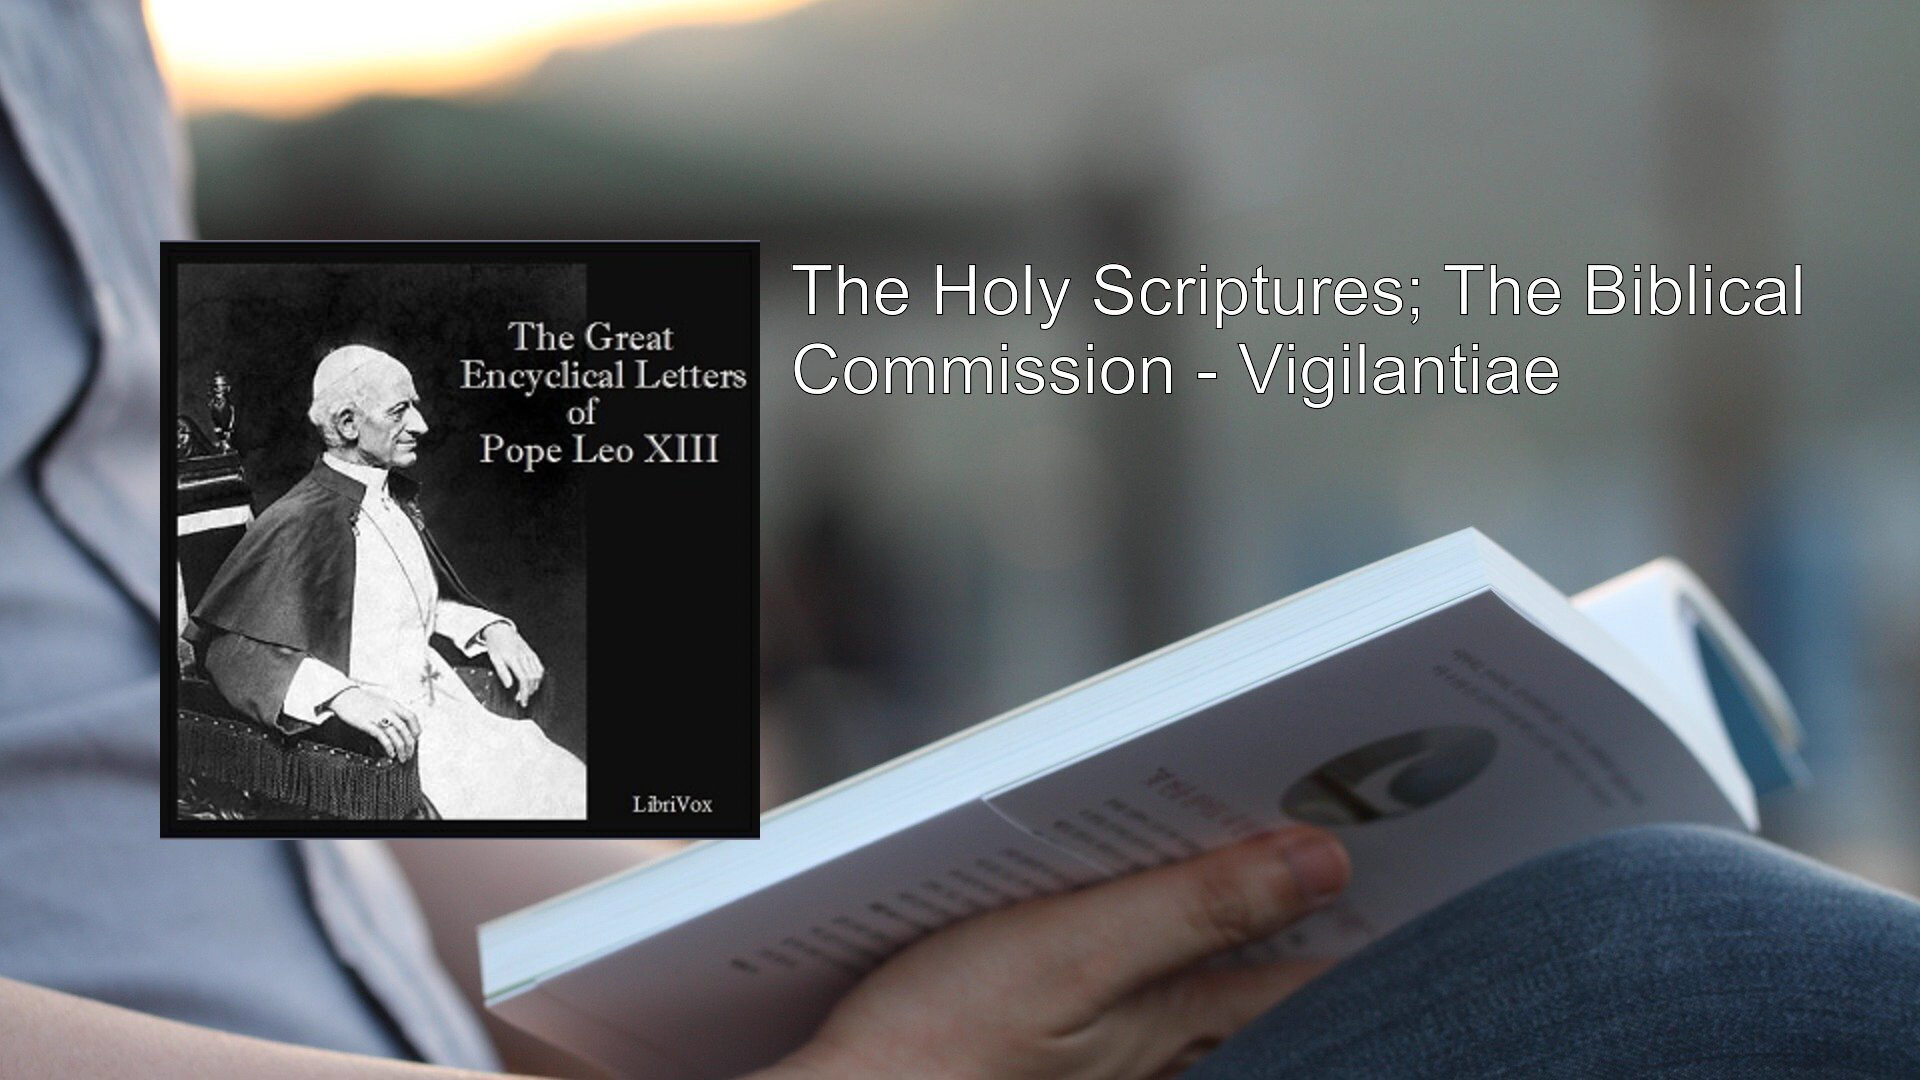 The Great
Encyclical Letters
of
Pope Leo XIII
LibriVox
The Holy Scriptures; The Biblical
Commission - Vigilantiae